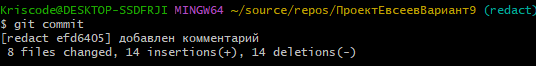 Kriscode@DESKTOP-SSDFRJI MINGW64 ~/source/repos/ПроектЕвсеевВариант9 (redact)
$ git commit
[redact efd6405] добавлен комментарий
 8 files changed, 14 insertions(+), 14 deletions(-)